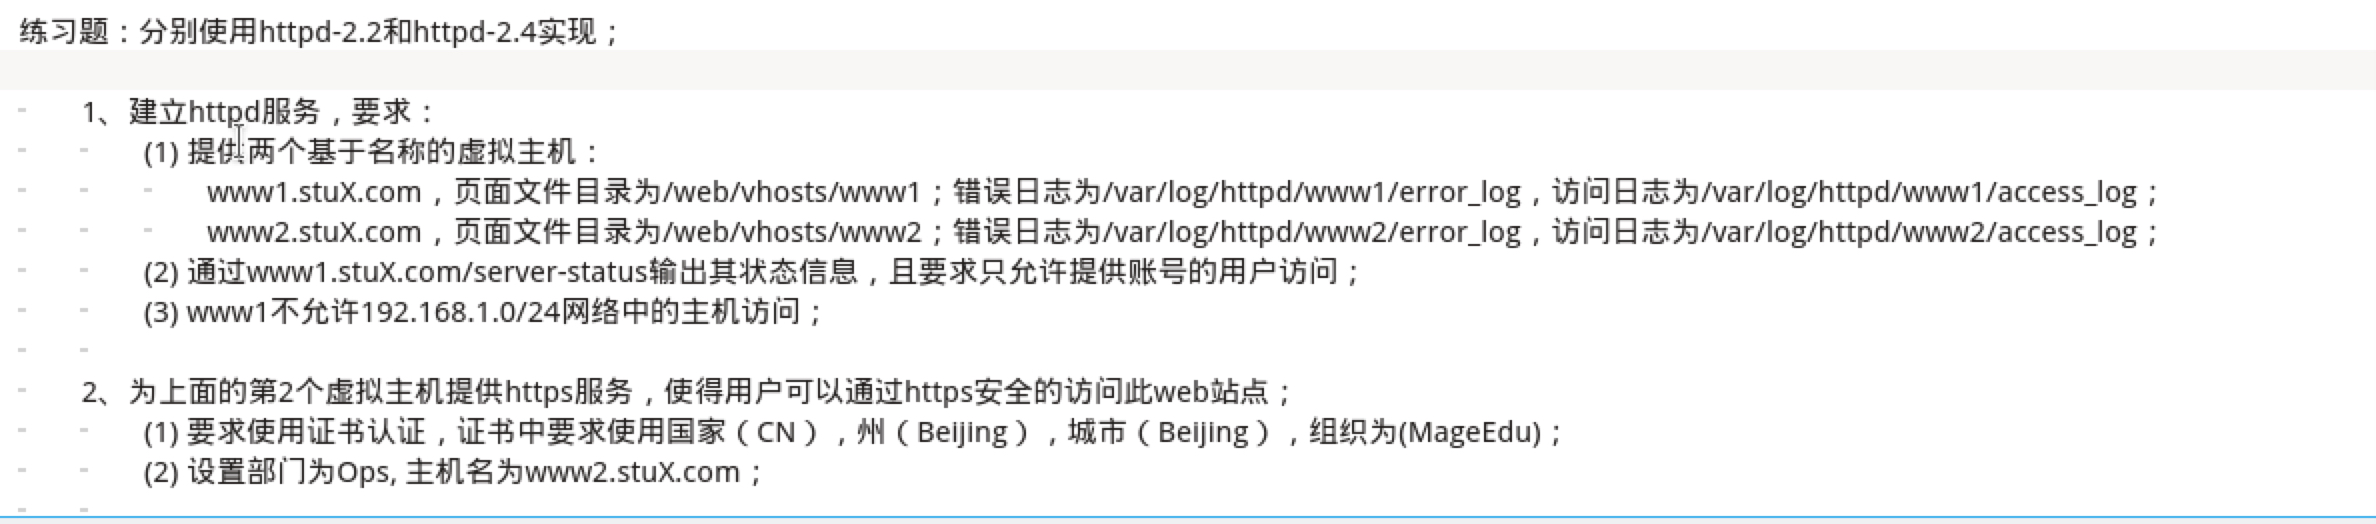 练习题：分别使用httpd-2.2和httpd-2.4实现；
1、建立httpd服务，要求：
(1) 提供两个基于名称的虚拟主机：
www1.stuX.com，页面文件目录为/web/vhosts/www1；错误日志为/var/log/httpd/www1/error_log，访问日志为/var/log/httpd/www1/access_log；
www2.stuX.com，页面文件目录为/web/vhosts/www2；错误日志为/var/log/httpd/www2/error_log，访问日志为/var/log/httpd/www2/access_log；
(2) 通过www1.stuX.com/server-status输出其状态信息，且要求只允许提供账号的用户访问；
(3) www1不允许192.168.1.0/24网络中的主机访问；
2、为上面的第2个虚拟主机提供https服务，使得用户可以通过https安全的访问此web站点；
(1) 要求使用证书认证，证书中要求使用国家（CN），州（Beijing），城市（Beijing），组织为(MageEdu)；
(2) 设置部门为Ops, 主机名为www2.stuX.com；